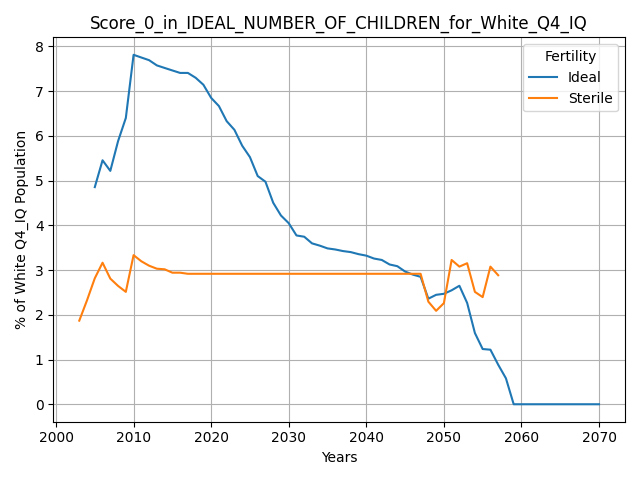 Score_0_in_IDEAL_NUMBER_OF_CHILDREN_for_White_Q4_IQ
Fertility
Ideal
Sterile
% of White Q4_IQ Population
8
7
6
5
4
3
2
1
0
2000 2010 2020 2030 2040 2050 2060 2070
Years